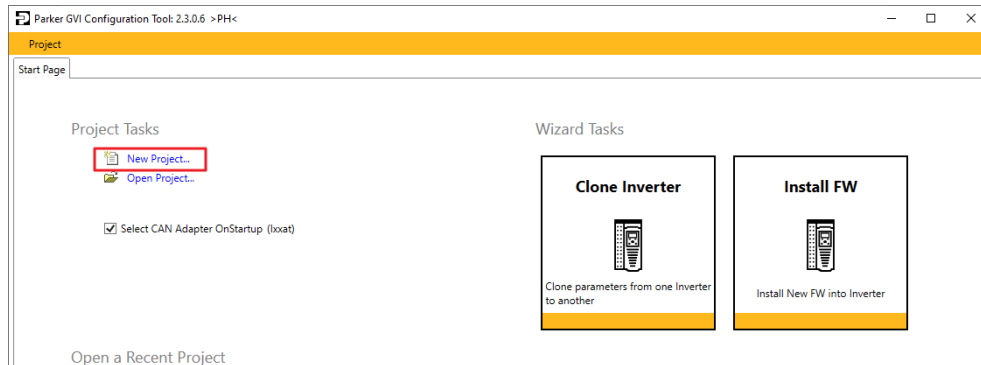 Parker GVI Configuration Tool: 2.3.0.6 >PH<
Project
Start Page
Project Tasks
New Project...
Open Project...
Select CAN Adapter OnStartup (Ixxat)
Open a Recent Project
Wizard Tasks
Clone Inverter
Clone parameters from one Inverter
to another
Install FW
Install New FW into Inverter